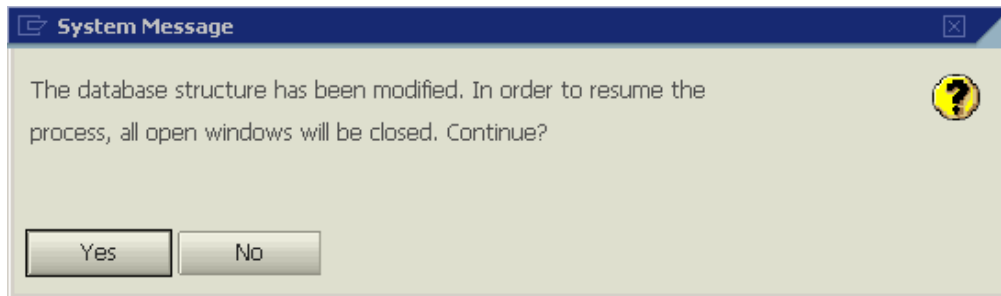 System Message
The database structure has been modified. In order to resume the
process, all open windows will be closed. Continue?
Yes No